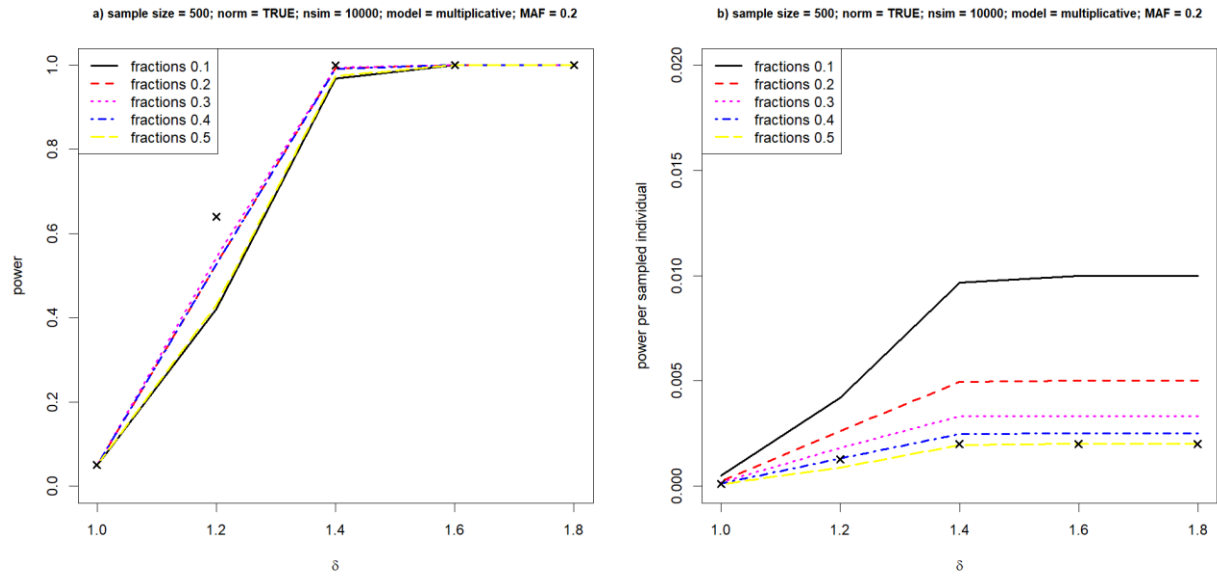 a) sample size = 500; norm = TRUE; nsim = 10000; model = multiplicative; MAF = 0.2
fractions 0.1
fractions 0.2
fractions 0.3
fractions 0.4
fractions 0.5
power
1.0
0.8
0.6
0.4
0.2
0.0
1.0 1.2 1.4 1.6 1.8
δ
b) sample size = 500; norm = TRUE; nsim = 10000; model = multiplicative; MAF = 0.2
fractions 0.1
fractions 0.2
fractions 0.3
fractions 0.4
fractions 0.5
power per sampled individual
0.020
0.015
0.010
0.005
0.000
1.0 1.2 1.4 1.6 1.8
δ